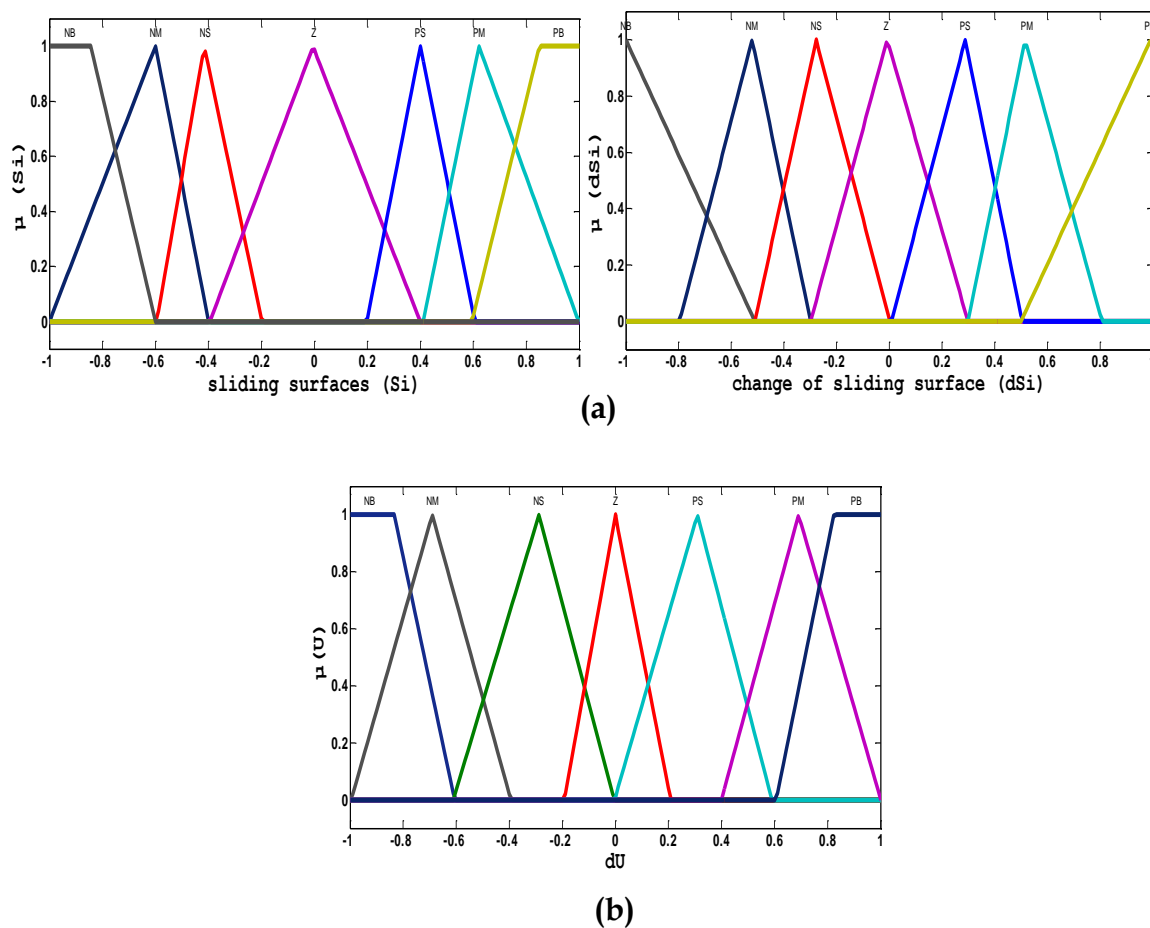 NB NM NS Z PS PM PB
1
0.8
0.6
0.4
0.2
0
μ (Si)
-1 -0.8 -0.6 -0.4 -0.2 0 0.2 0.4 0.6 0.8 1
sliding surfaces (Si)
NB NM NS Z PS PM P
1
0.8
0.6
0.4
0.2
0
μ (dSi)
-1 -0.8 -0.6 -0.4 -0.2 0 0.2 0.4 0.6 0.8
change of sliding surface (dSi)
(a)
NB NM NS Z PS PM PB
1
0.8
0.6
0.4
0.2
0
μ (U)
-1 -0.8 -0.6 -0.4 -0.2 0 0.2 0.4 0.6 0.8 1
dU
(b)